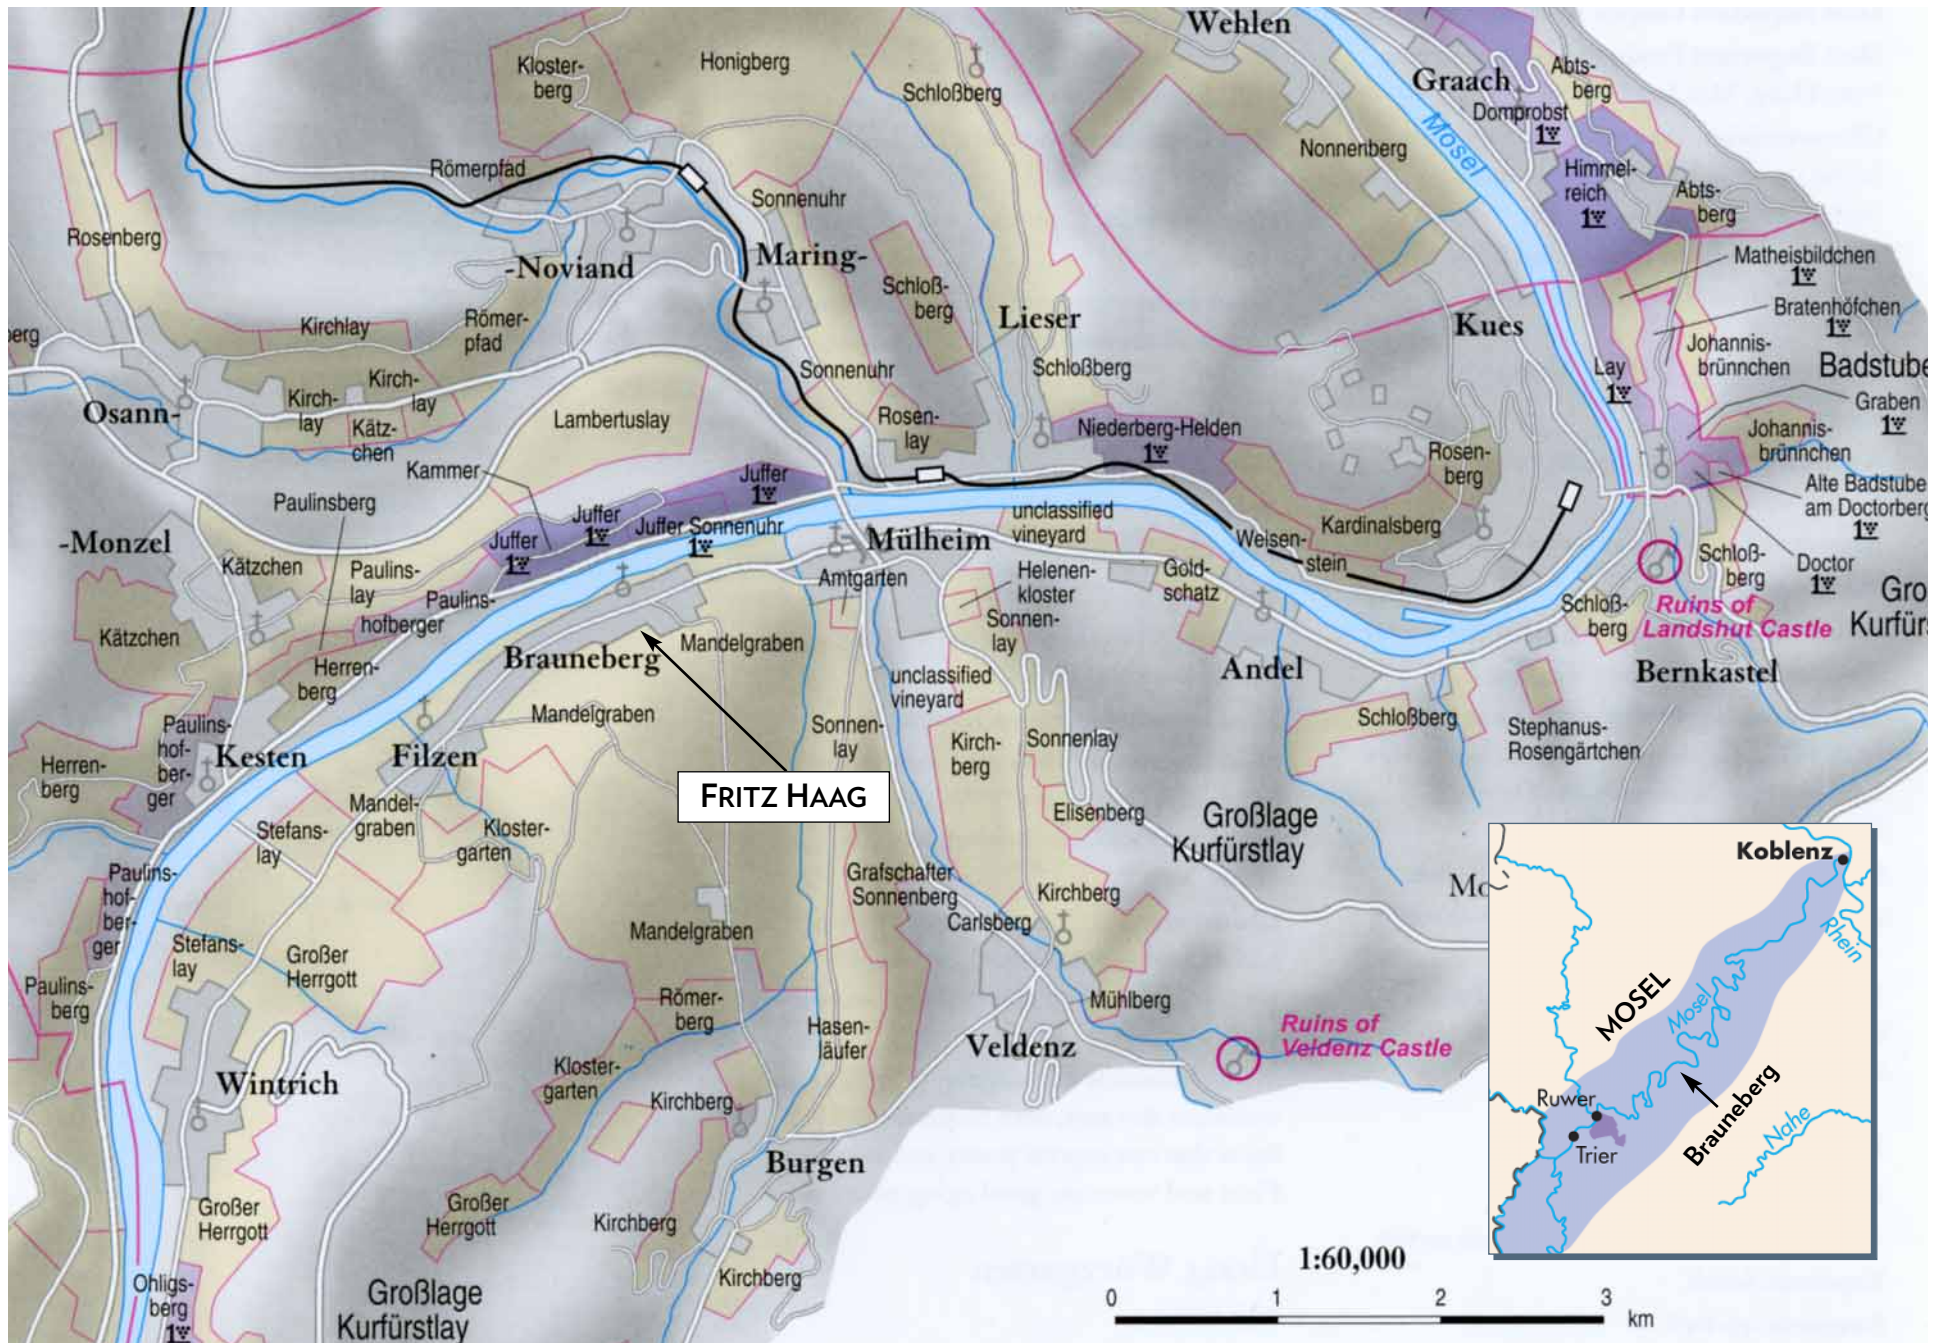 Wehlen
Graach
Abts-
berg
Domprobst
1
Kloster-
berg
Honigberg
Schloßberg
Mosel
Nonnenberg
Himmel-
reich
1
Abts-
berg
Römerpfad
Sonnenuhr
Rosenberg
-Noviand
Maring-
Matheisbildchen
1
Schloß-
berg
Bratenhöfchen
1
berg
Kirchlay
Römer-
pfad
Lieser
Kues
Johannis-
brünnchen
Badstube
Sonnenuhr
Schloßberg
Lay
1
Osann-
Kirch-
lay
Kirch-
lay
Kätz-
chen
Lambertuslay
Rosen-
lay
Niederberg-Helden
1
Graben
1
Johannis-
brünnchen
Rosen-
berg
Kammer
Juffer
1
Alte Badstube
am Doctorberg
1
Paulinsberg
Juffer
1
Juffer Sonnenuhr
1
Juffer
1
unclassified
vineyard
Kardinalsberg
Weisen-
stein
-Monzel
Mülheim
Kätzchen
Paulins-
lay
Amtgarten
Helenen-
kloster
Gold-
schatz
Schloß-
berg
Doctor
1
Paulins-
hofberger
Sonnen-
lay
Schloß-
berg
Ruins of
Landshut Castle
Gro
Kurfürs
Kätzchen
Brauneberg
Mandelgraben
Herren-
berg
unclassified
vineyard
Andel
Bernkastel
Paulins-
hof-
ber-
ger
Mandelgraben
Sonnen-
lay
Schloßberg
Stephanus-
Rosengärtchen
Kesten
Filzen
Kirch-
berg
Sonnenlay
Herren-
berg
FRITZ HAAG
Mandel-
graben
Elisenberg
Großlage
Kurfürstlay
Stefans-
lay
Kloster-
garten
Paulins-
hof-
ber-
ger
Grafschafter
Sonnenberg
Kirchberg
Carlsberg
Mo
Stefans-
lay
Großer
Herrgott
Mandelgraben
Paulins-
berg
Römer-
berg
Mühlberg
Hasen-
läufer
Veldenz
Ruins of
Veldenz Castle
Wintrich
Kloster-
garten
Kirchberg
Burgen
Großer
Herrgott
Großer
Herrgott
Kirchberg
Kirchberg
Ohligs-
berg
1
Großlage
Kurfürstlay
1:60,000
0 1 2 3
km
Koblenz
Rhein
MOSEL
Mosel
Ruwer
Trier
Brauneberg
Nahe